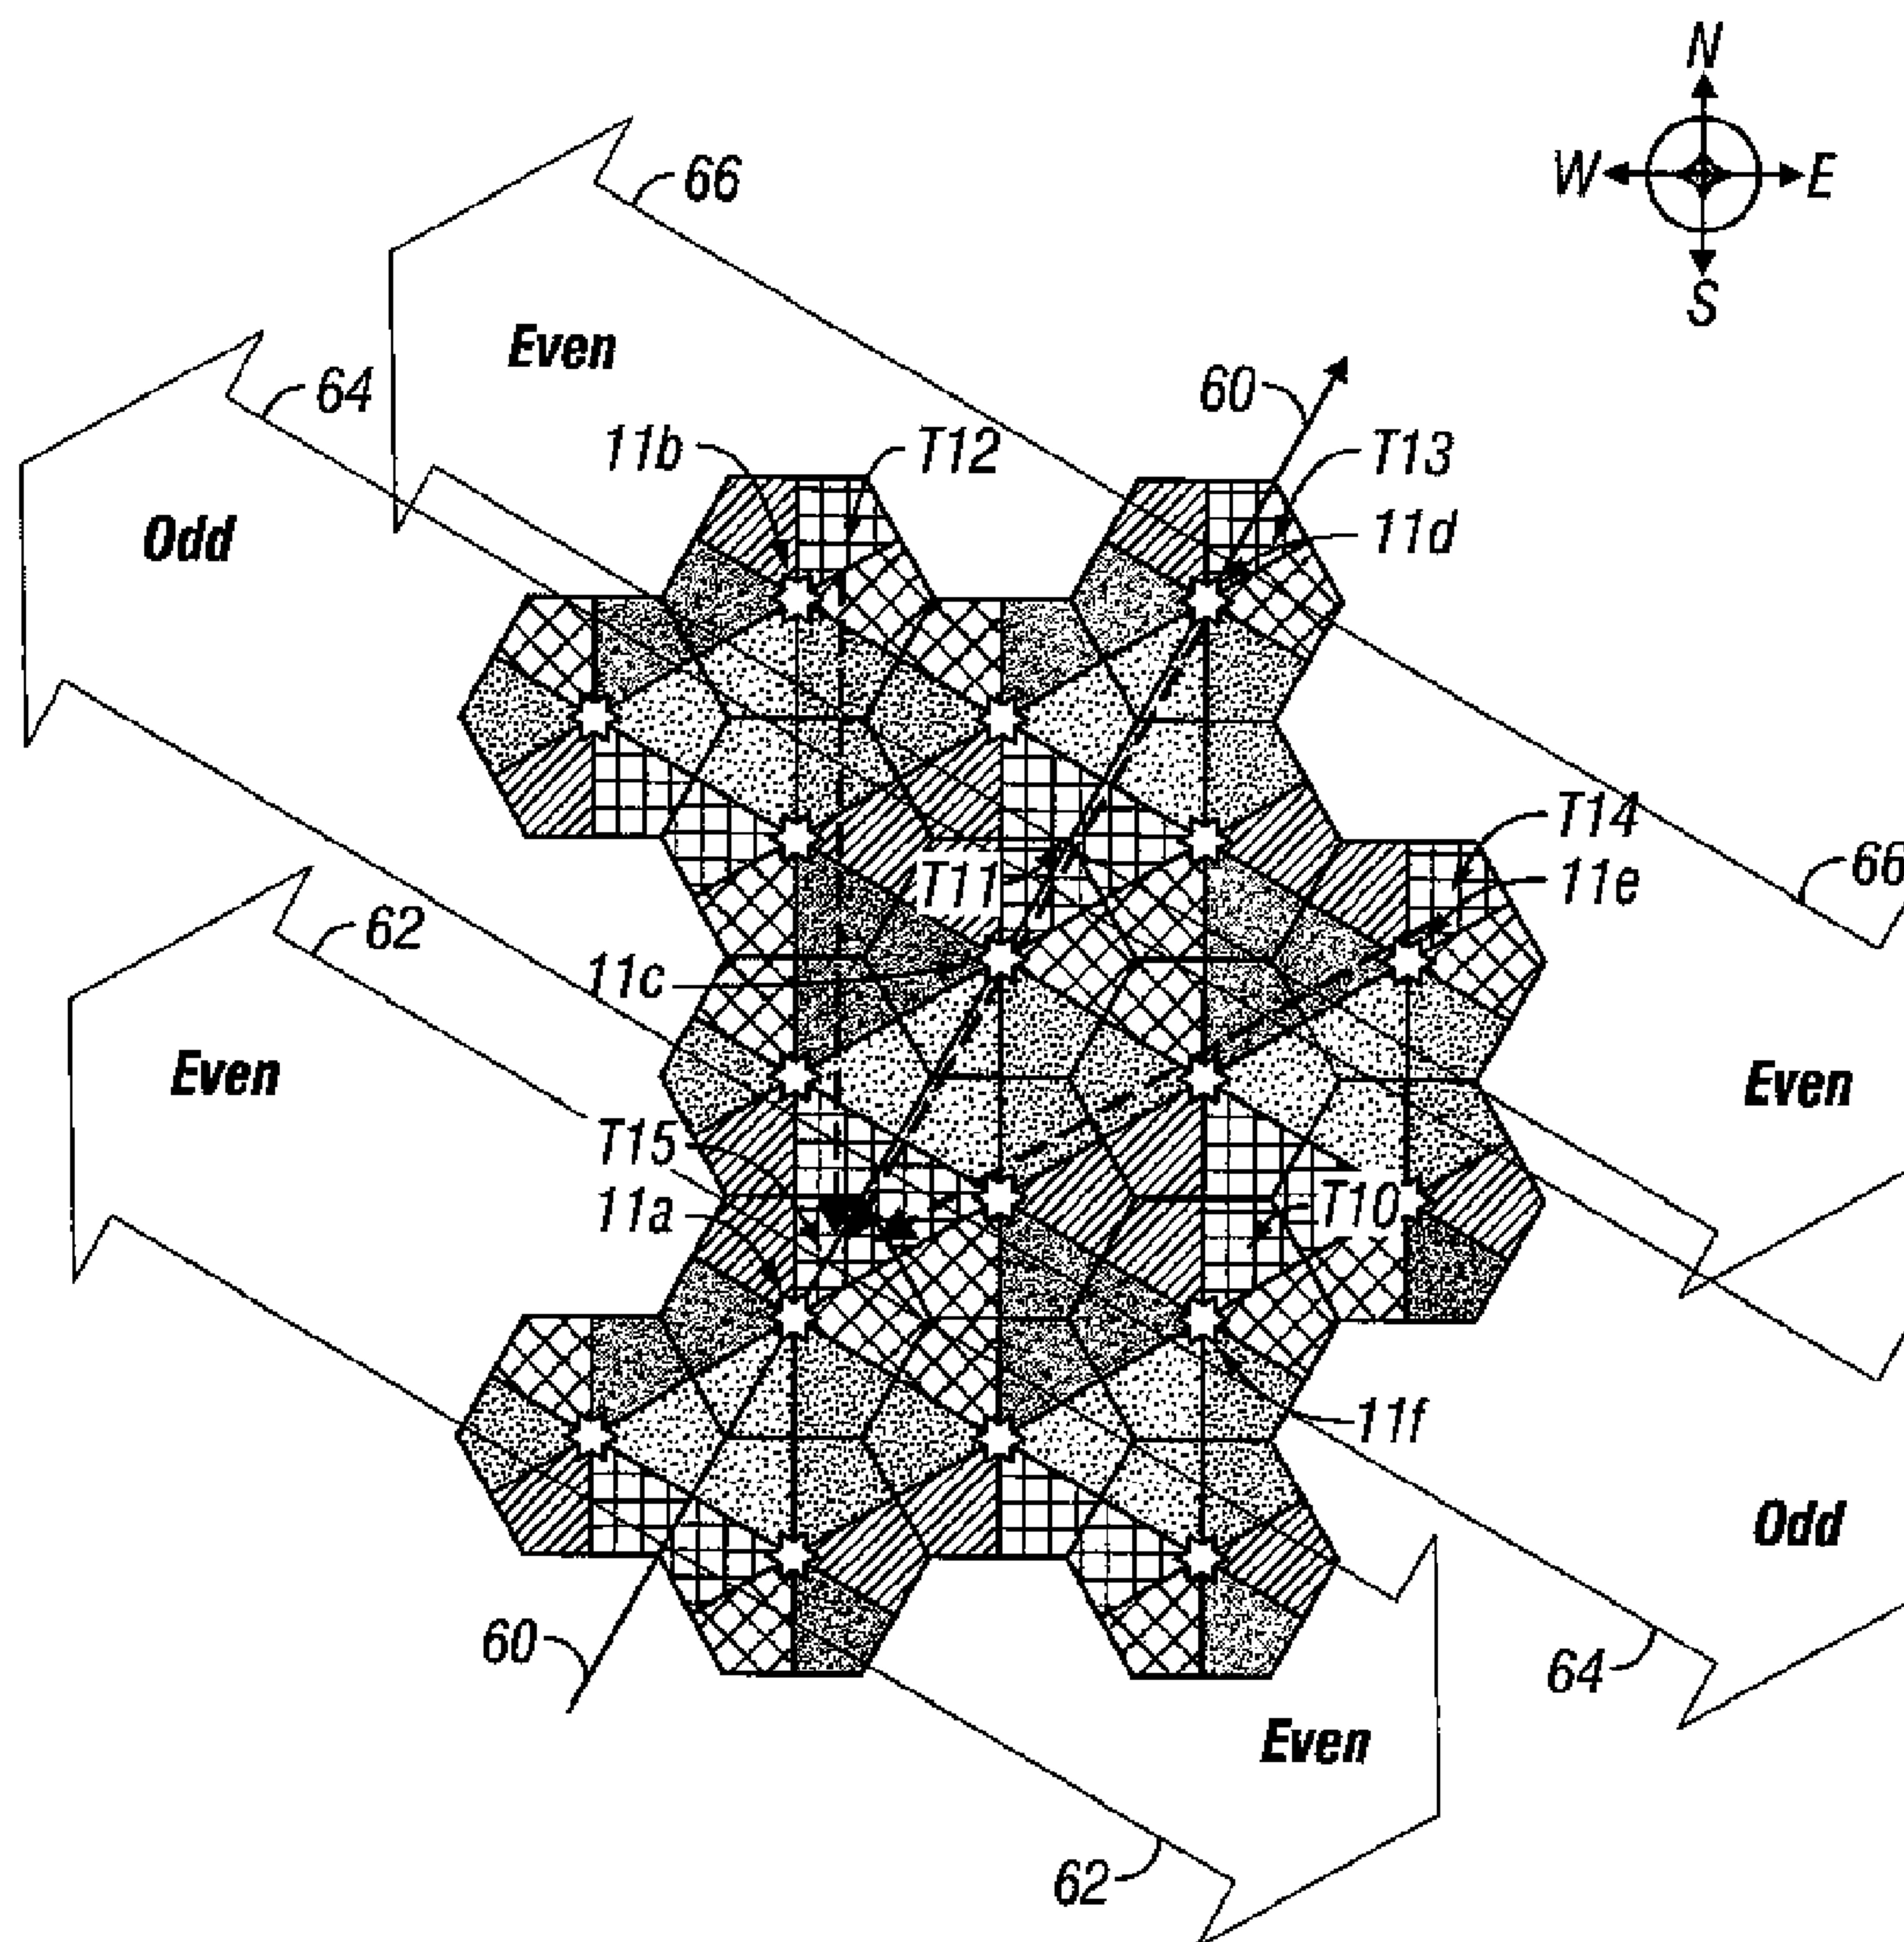 N
66
W E
S
Even
64
60
11b
T12
T13
Odd
11d
T14
T11
11e
66
62
11c
Even
Even
T15
11a
T10
11f
Odd
60
64
Even
62